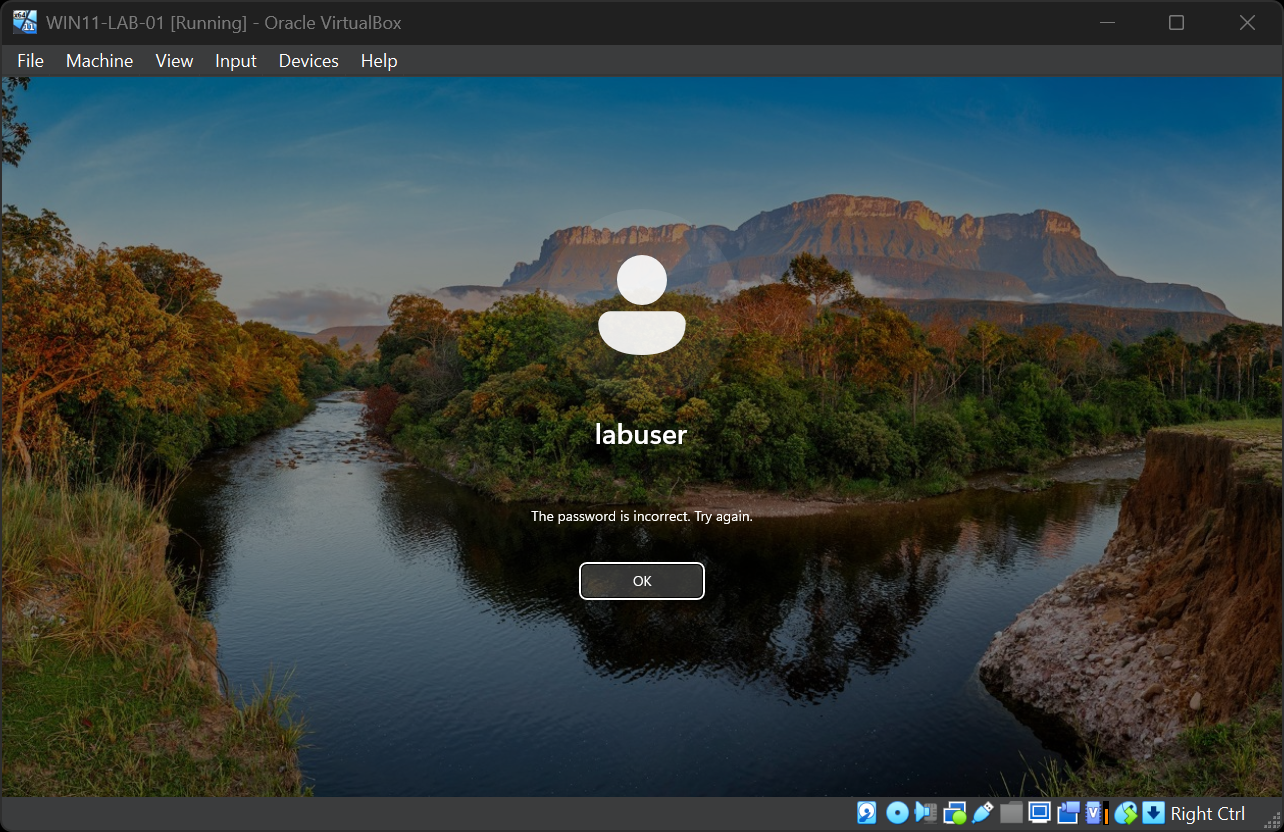 WIN11-LAB-01 [Running] - Oracle VirtualBox
File Machine View Input Devices Help
labuser
The password is incorrect. Try again.
OK
Right Ctrl